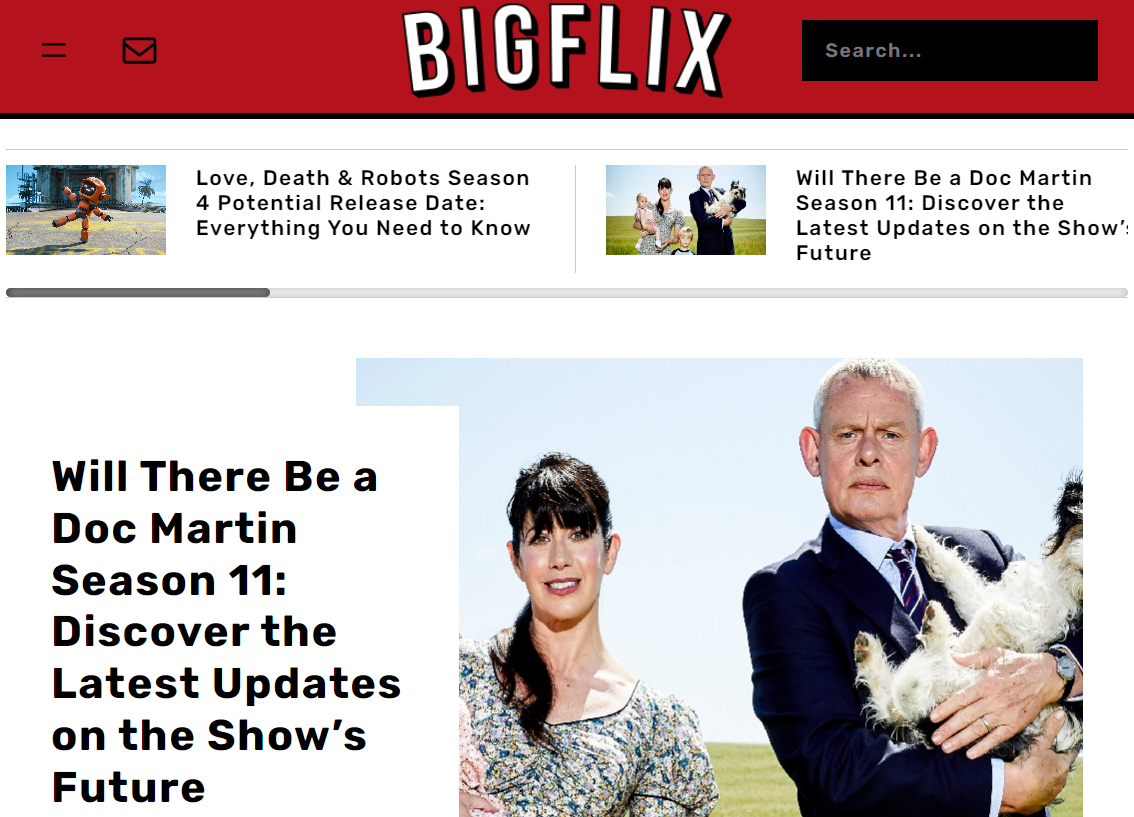 BIGFLIX
Search...
Love, Death & Robots Season
4 Potential Release Date:
Everything You Need to Know
Will There Be a Doc Martin
Season 11: Discover the
Latest Updates on the Show’s
Future
Will There Be a
Doc Martin
Season 11:
Discover the
Latest Updates
on the Show’s
Future